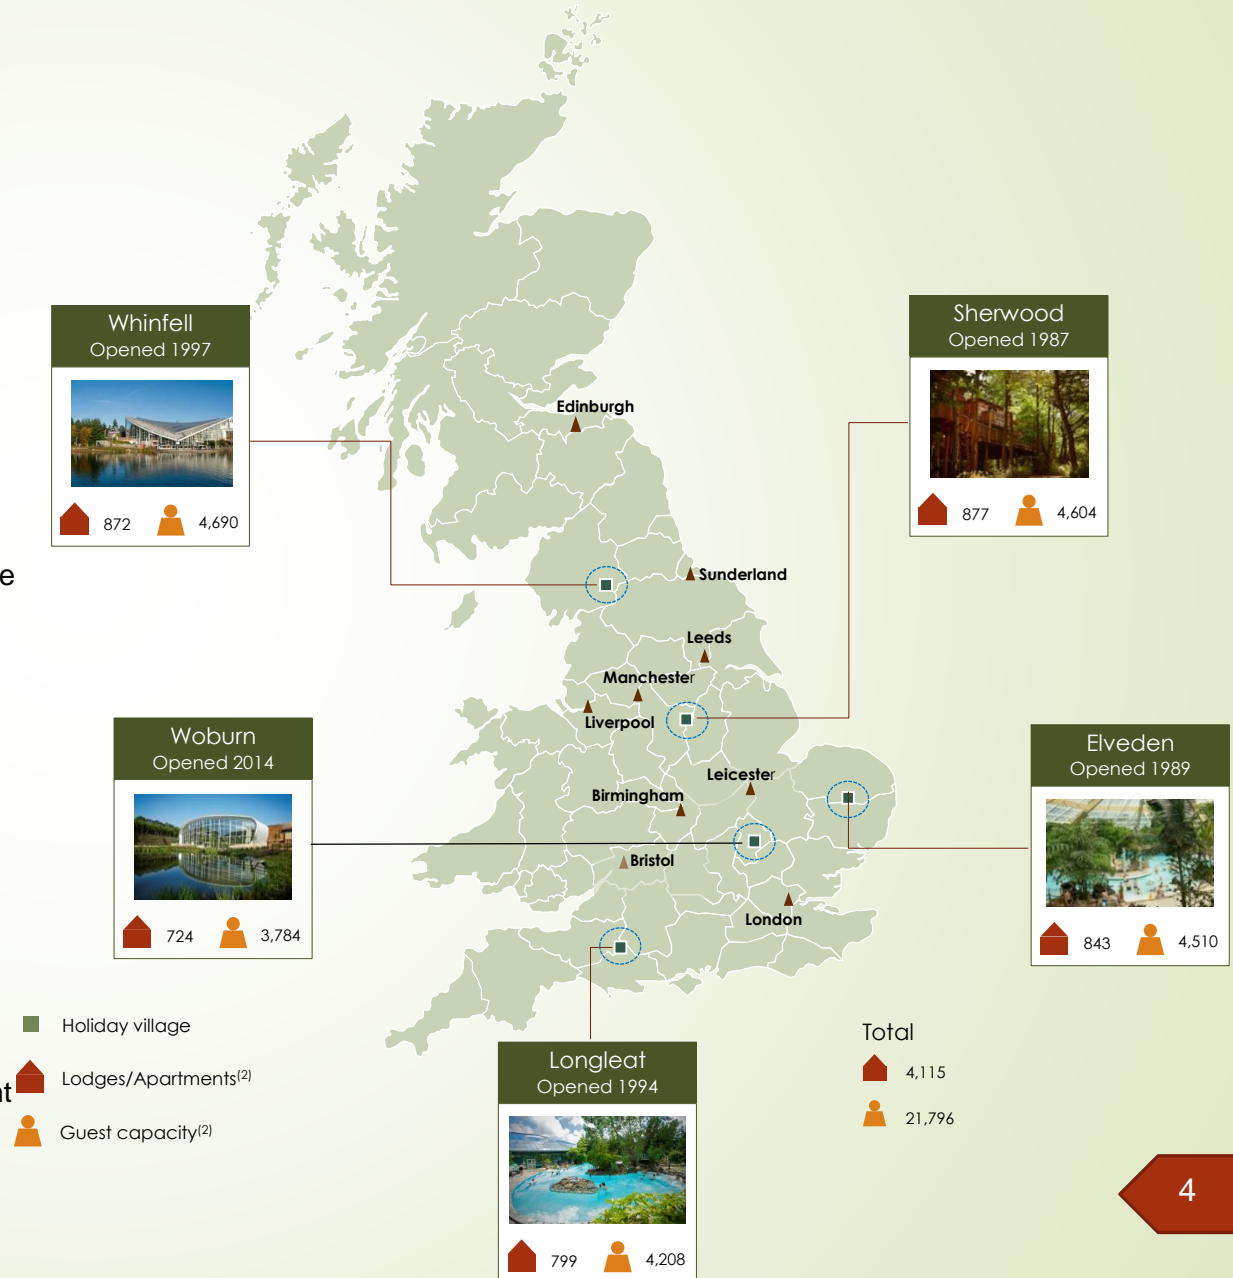 Whinfell
Opened 1997
872
4,690
Sherwood
Opened 1987
877
4,604
Edinburgh
Sunderland
Leeds
Manchester
Liverpool
Leicester
Birmingham
Bristol
London
e
Woburn
Opened 2014
724
3,784
Elveden
Opened 1989
843
4,510
Holiday village
nt
Lodges/Apartments(2)
Guest capacity(2)
Longleat
Opened 1994
799
4,208
Total
4,115
21,796
4